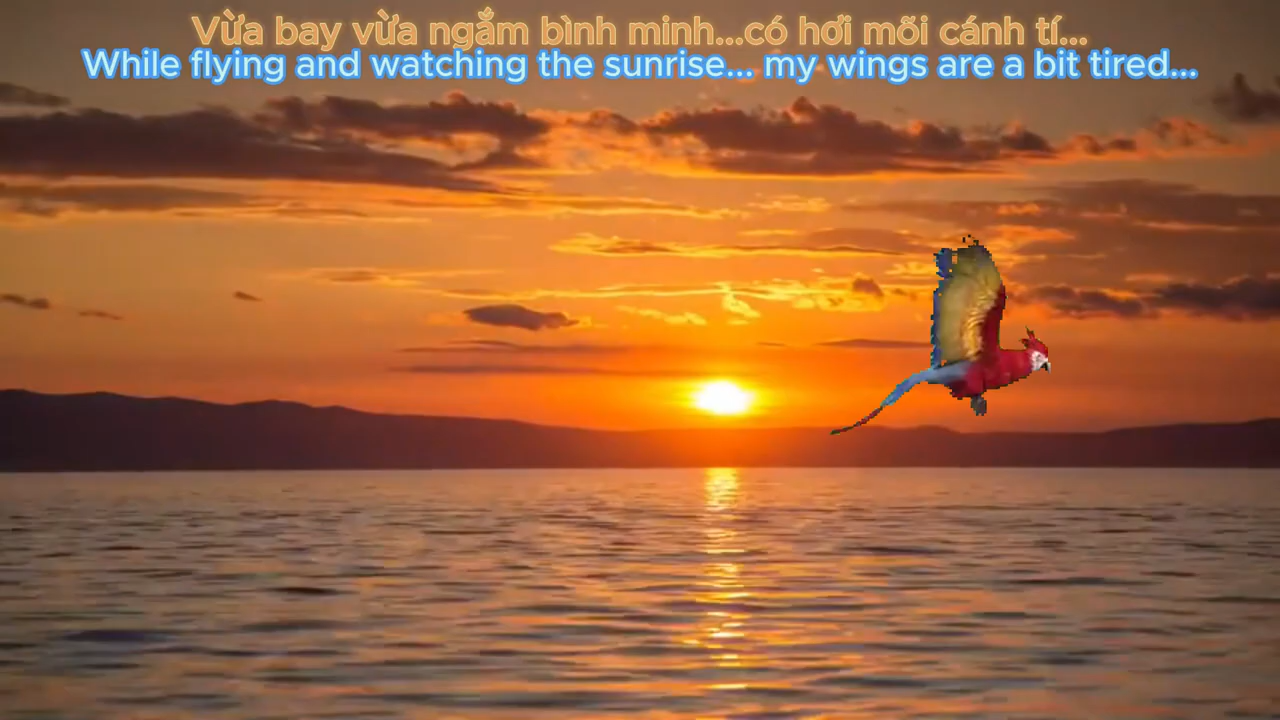 Vừa bay vừa ngắm bình minh...có hơi mõi cánh tí...
While flying and watching the sunrise... my wings are a bit tired...